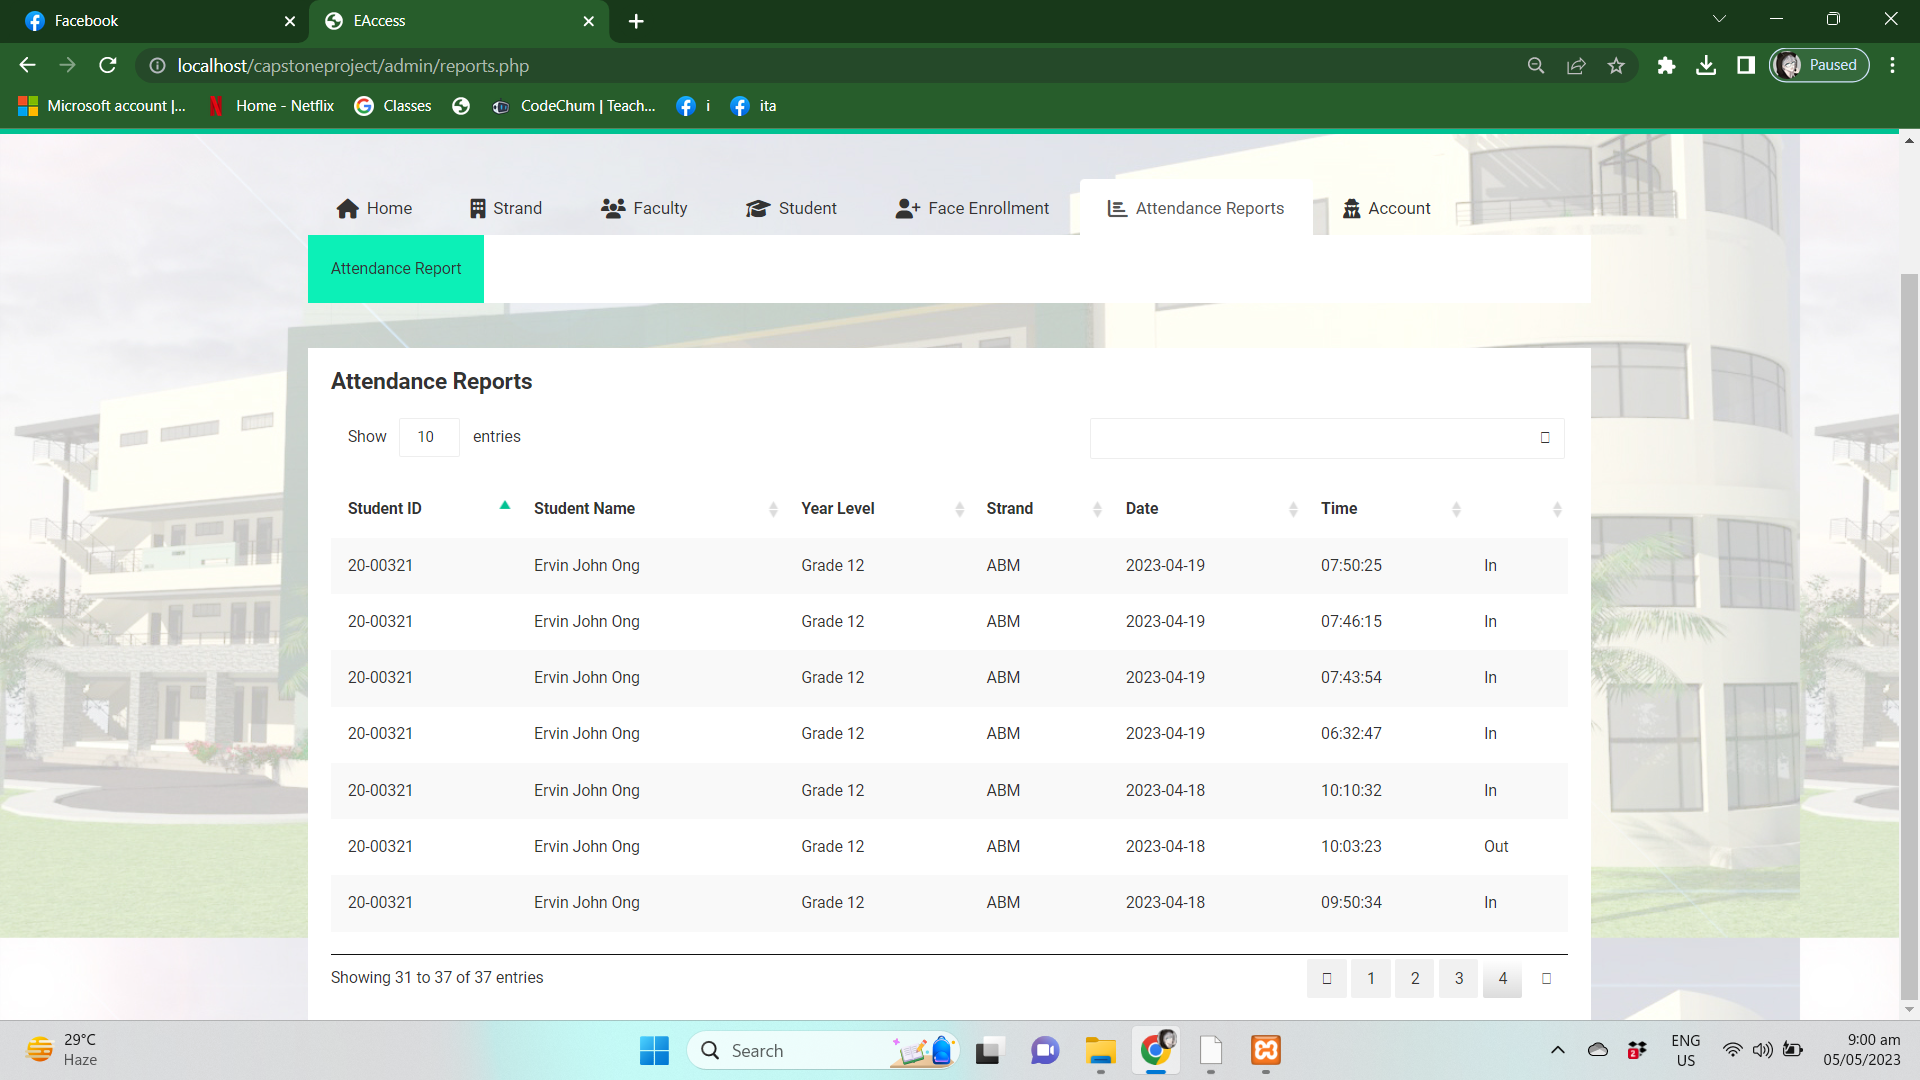 Facebook
EAccess
localhost/capstoneproject/admin/reports.php
Paused
Microsoft account |...
Home - Netflix
Classes
CodeChum | Teach...
i
ita
Home
Strand
Faculty
Student
Face Enrollment
Attendance Reports
Account
Attendance Report
Attendance Reports
Show 10 entries
Student ID Student Name Year Level Strand Date Time
20-00321 Ervin John Ong Grade 12 ABM 2023-04-19 07:50:25 In
20-00321 Ervin John Ong Grade 12 ABM 2023-04-19 07:46:15 In
20-00321 Ervin John Ong Grade 12 ABM 2023-04-19 07:43:54 In
20-00321 Ervin John Ong Grade 12 ABM 2023-04-19 06:32:47 In
20-00321 Ervin John Ong Grade 12 ABM 2023-04-18 10:10:32 In
20-00321 Ervin John Ong Grade 12 ABM 2023-04-18 10:03:23 Out
20-00321 Ervin John Ong Grade 12 ABM 2023-04-18 09:50:34 In
Showing 31 to 37 of 37 entries
1 2 3 4
29°C
Haze
Search
2
ENG
US
9:00 am
05/05/2023